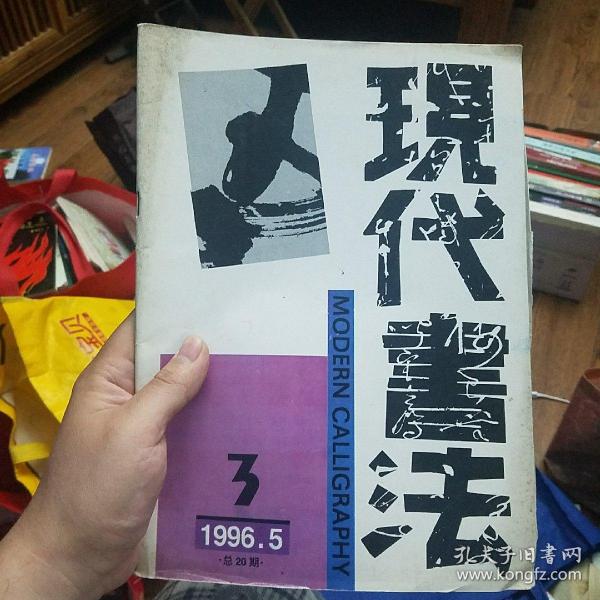 現代書法
MODERN CALLIGRAPHY
3
1996.5
·总20期·
孔夫子旧書网
www.kongfz.com